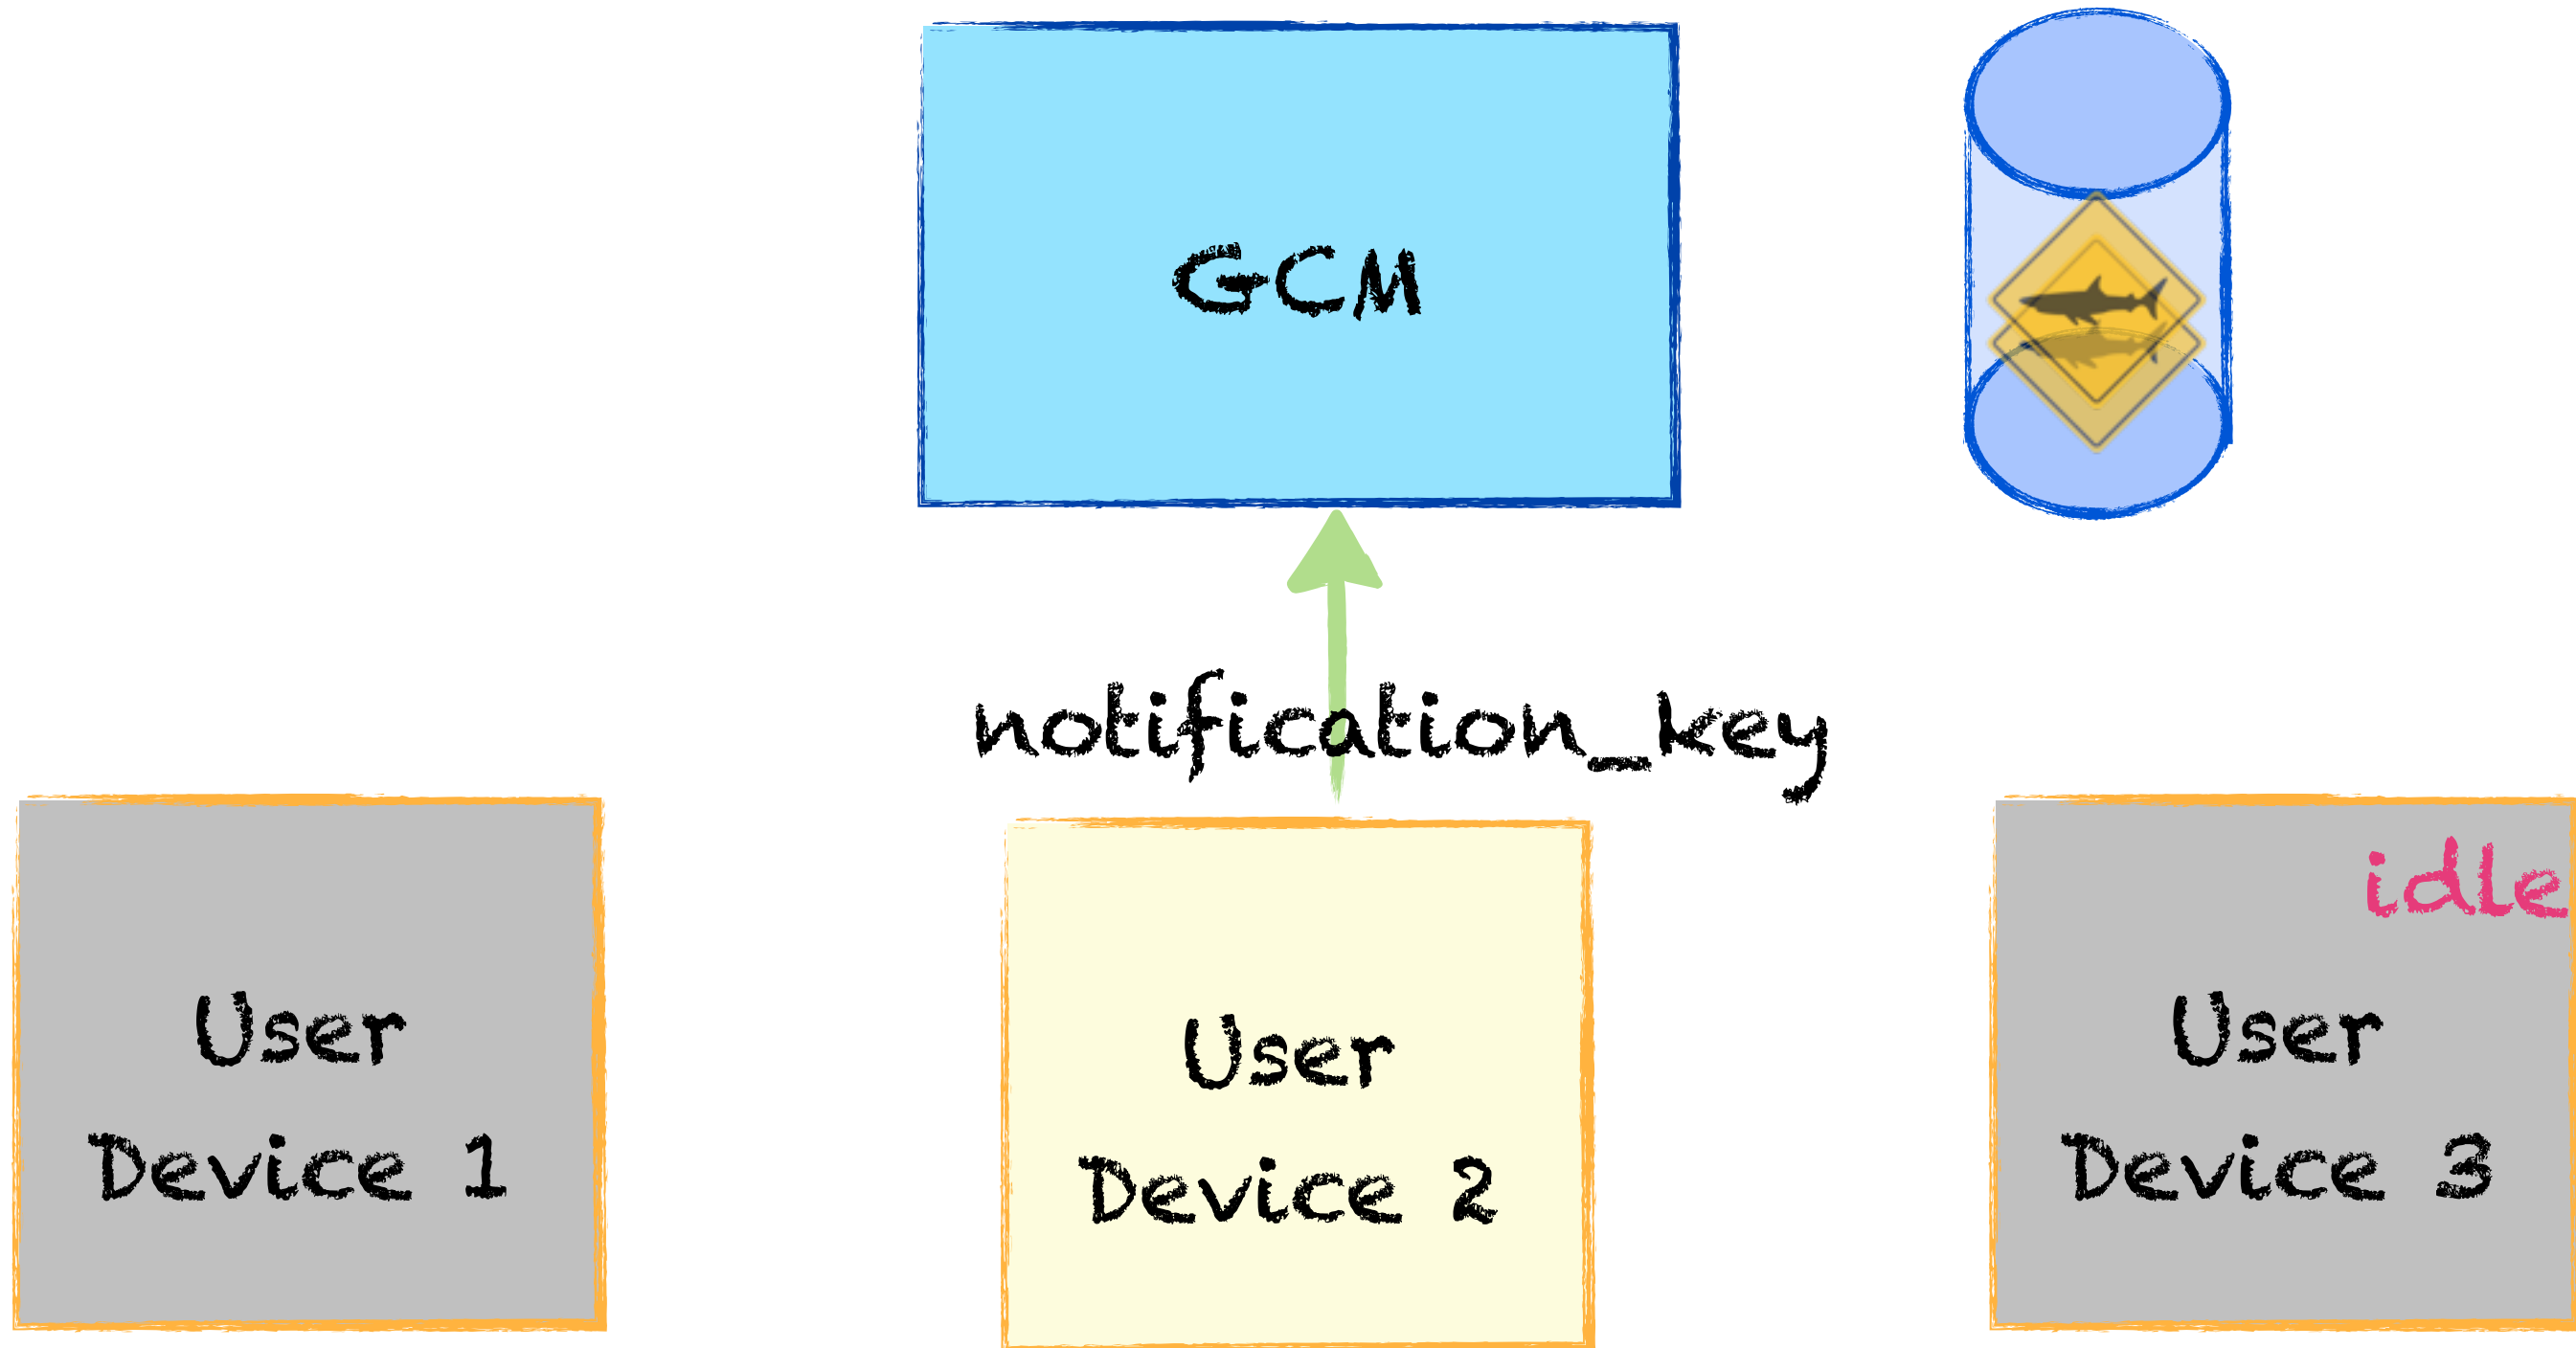 GCM
notification_key
idle
User
Device 1
User
Device 2
User
Device 3